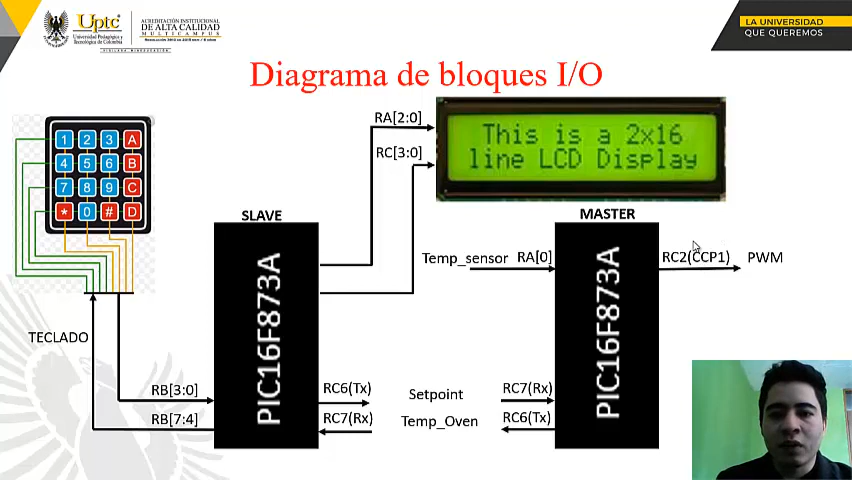 Uptc
Universidad Pedagógica y
Tecnológica de Colombia
ACREDITACIÓN INSTITUCIONAL
DE ALTA CALIDAD
MULTICAMPUS
LA UNIVERSIDAD
QUE QUEREMOS
Diagrama de bloques I/O
RA[2:0]
RC[3:0]
This is a 2x16
line LCD Display
1 2 3 A
4 5 6 B
7 8 9 C
* 0 # D
SLAVE
MASTER
PIC16F873A
PIC16F873A
Temp_sensor
RA[0]
RC2(CCP1)
PWM
TECLADO
RB[3:0]
RB[7:4]
RC6(Tx)
RC7(Rx)
Setpoint
Temp_Oven
RC7(Rx)
RC6(Tx)